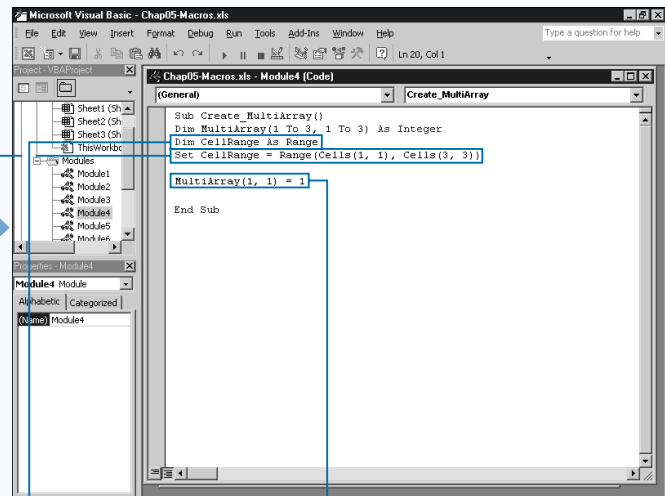 Microsoft Visual Basic - Chap05-Macros.xls
File Edit View Insert Format Debug Run Tools Add-Ins Window Help
Type a question for help
Ln 20, Col 1
Project - VBAProject
Sheet1 (Sh
Sheet2 (Sh
Sheet3 (Sh
ThisWorkbo
Modules
Module1
Module2
Module3
Module4
Module5
Module6
Properties - Module4
Module4 Module
Alphabetic Categorized
(Name) Module4
Chap05-Macros.xls - Module4 (Code)
(General) Create_MultiArray
Sub Create_MultiArray()
Dim MultiArray(1 To 3, 1 To 3) As Integer
Dim CellRange As Range
Set CellRange = Range(Cells(1, 1), Cells(3, 3))
MultiArray(1, 1) = 1
End Sub